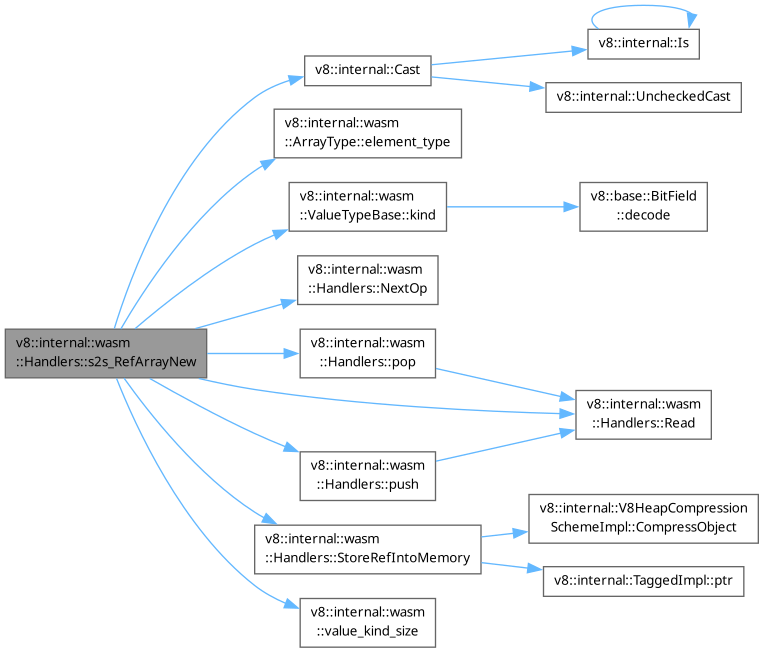 v8::internal::Is
v8::internal::Cast
v8::internal::UncheckedCast
v8::internal::wasm
::ArrayType::element_type
v8::internal::wasm
::ValueTypeBase::kind
v8::base::BitField
::decode
v8::internal::wasm
::Handlers::NextOp
v8::internal::wasm
::Handlers::s2s_RefArrayNew
v8::internal::wasm
::Handlers::pop
v8::internal::wasm
::Handlers::Read
v8::internal::wasm
::Handlers::push
v8::internal::V8HeapCompression
SchemeImpl::CompressObject
v8::internal::wasm
::Handlers::StoreRefIntoMemory
v8::internal::TaggedImpl::ptr
v8::internal::wasm
::value_kind_size